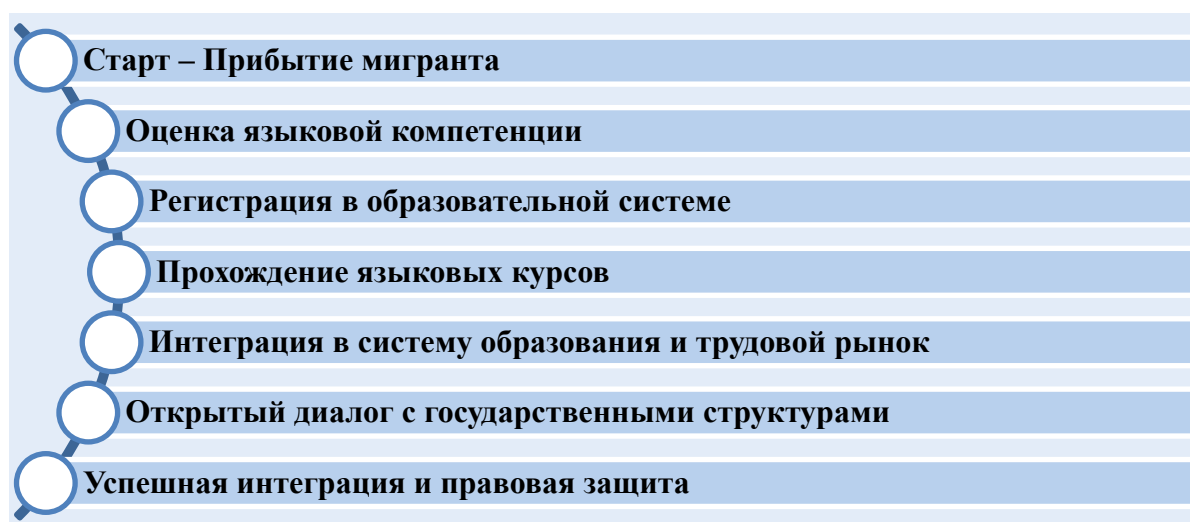 Старт – Прибытие мигранта
Оценка языковой компетенции
Регистрация в образовательной системе
Прохождение языковых курсов
Интеграция в систему образования и трудовой рынок
Открытый диалог с государственными структурами
Успешная интеграция и правовая защита